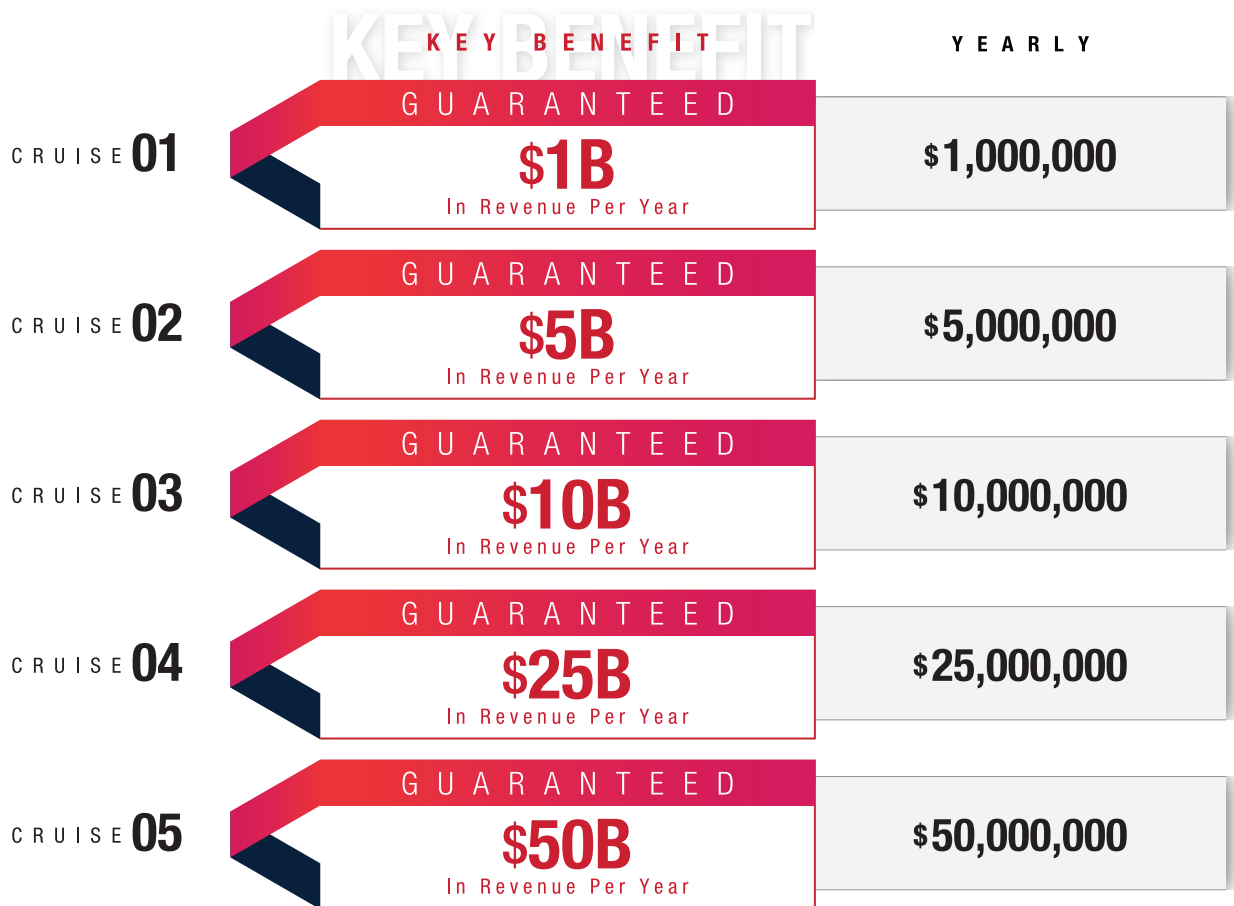 KEY BENEFIT
KEY BENEFIT
YEARLY
GUARANTEED
CRUISE 01
$1B
In Revenue Per Year
$1,000,000
GUARANTEED
CRUISE 02
$5B
In Revenue Per Year
$5,000,000
GUARANTEED
CRUISE 03
$10B
In Revenue Per Year
$10,000,000
GUARANTEED
CRUISE 04
$25B
In Revenue Per Year
$25,000,000
GUARANTEED
CRUISE 05
$50B
In Revenue Per Year
$50,000,000